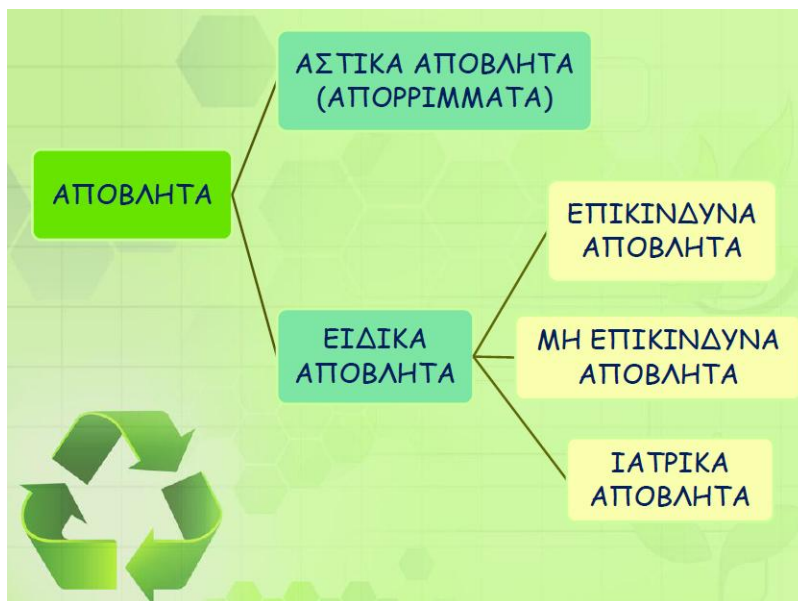 ΑΣΤΙΚΑ ΑΠΟΒΛΗΤΑ
(ΑΠΟΡΡΙΜΜΑΤΑ)
ΑΠΟΒΛΗΤΑ
ΕΠΙΚΙΝΔΥΝΑ
ΑΠΟΒΛΗΤΑ
ΕΙΔΙΚΑ
ΑΠΟΒΛΗΤΑ
ΜΗ ΕΠΙΚΙΝΔΥΝΑ
ΑΠΟΒΛΗΤΑ
ΙΑΤΡΙΚΑ
ΑΠΟΒΛΗΤΑ